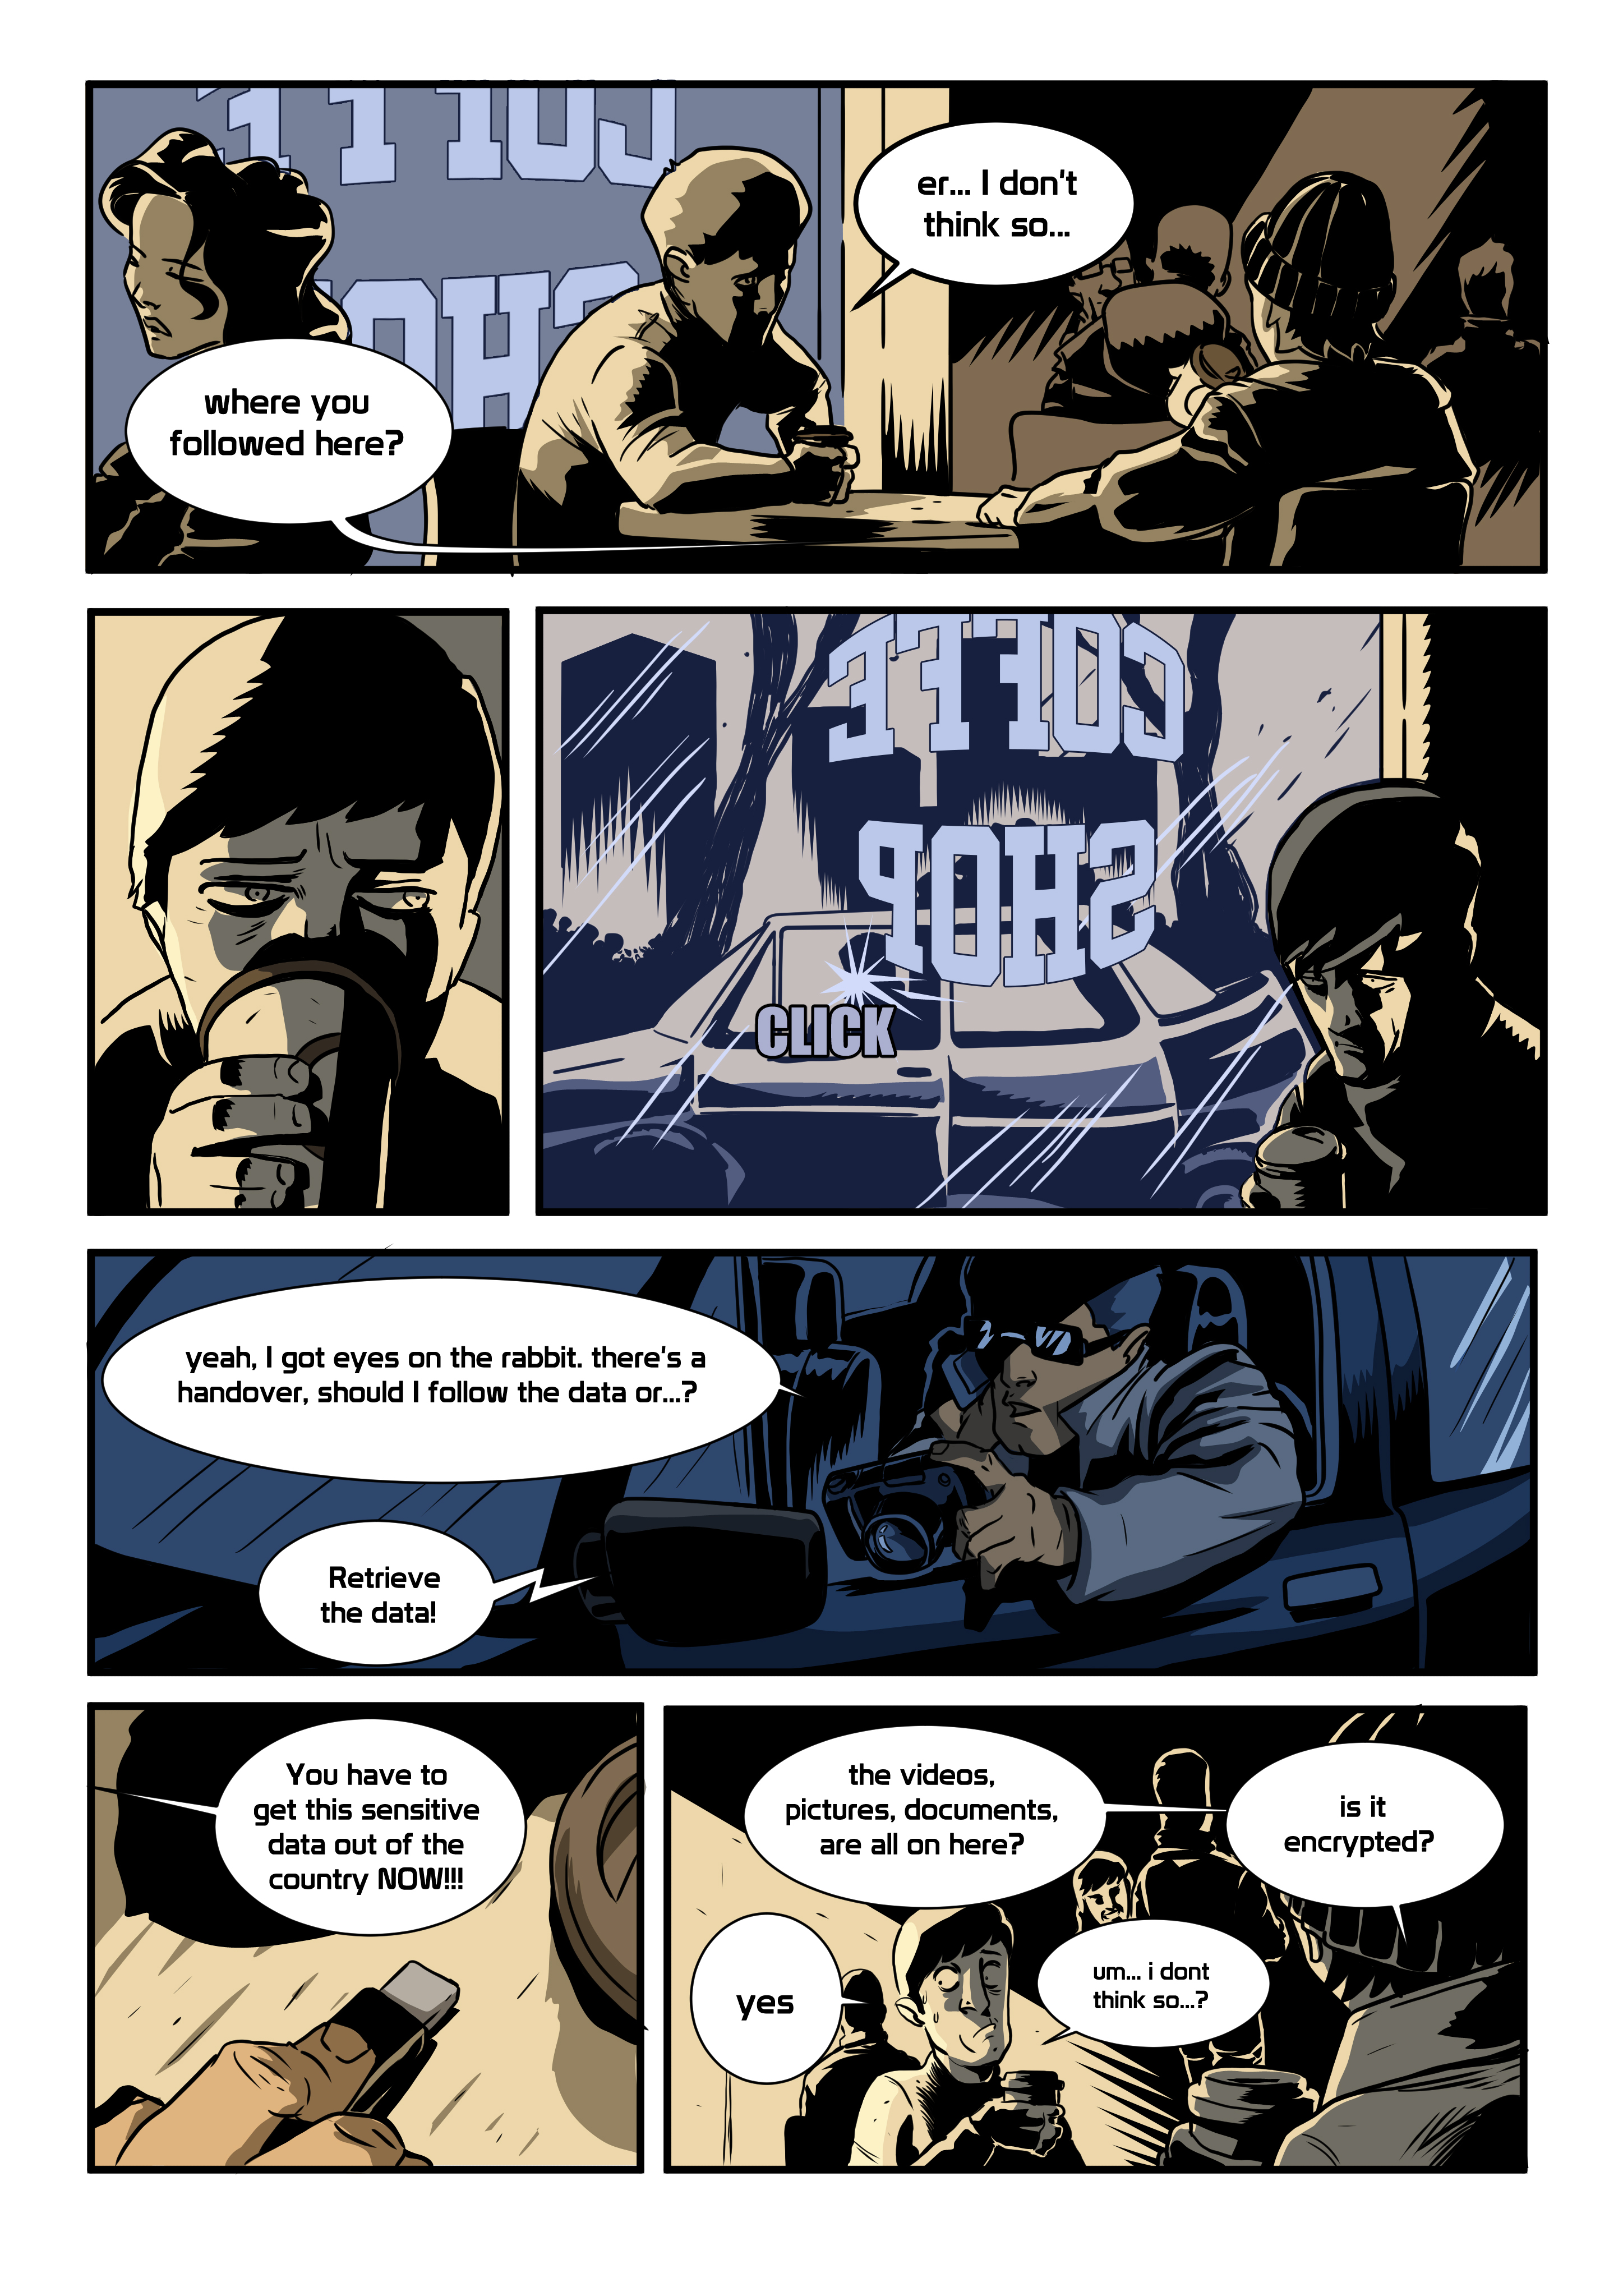 COFFE
SHOP
where you
followed here?
er... I don't
think so...
COFFE
SHOP
CLICK
yeah, I got eyes on the rabbit. there's a
handover, should I follow the data or...?
Retrieve
the data!
You have to
get this sensitive
data out of the
country NOW!!!
the videos,
pictures, documents,
are all on here?
yes
is it
encrypted?
um... i dont
think so...?